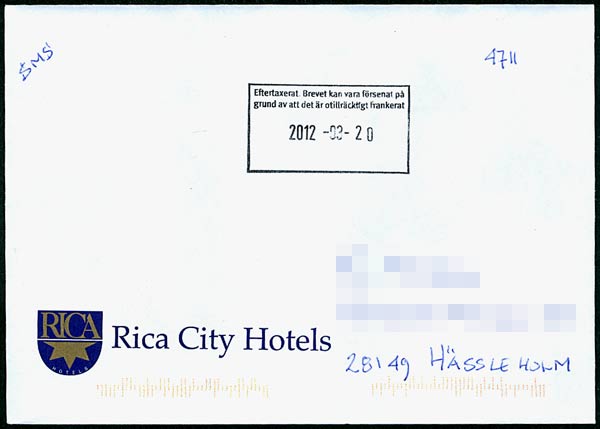 SMS
4711
Eftertaxerat. Brevet kan vara försenat på
grund av att det är otillräckligt frankerat
2012 -03- 20
RICA
HOTELS
Rica City Hotels
28149 HÄSSLEHOLM